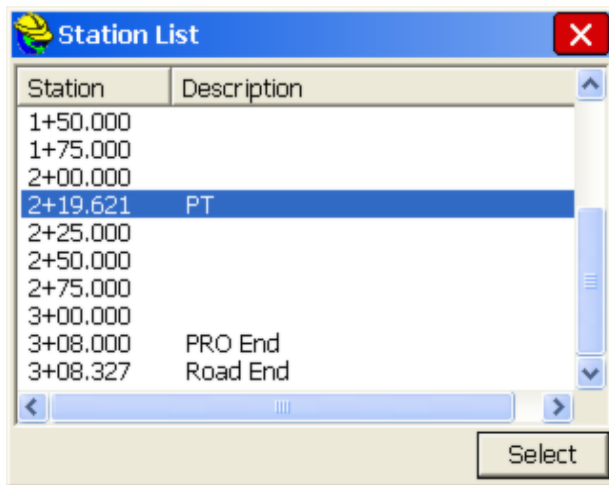 Station List
Station Description
1+50.000
1+75.000
2+00.000
2+19.621 PT
2+25.000
2+50.000
2+75.000
3+00.000
3+08.000 PRO End
3+08.327 Road End
Select